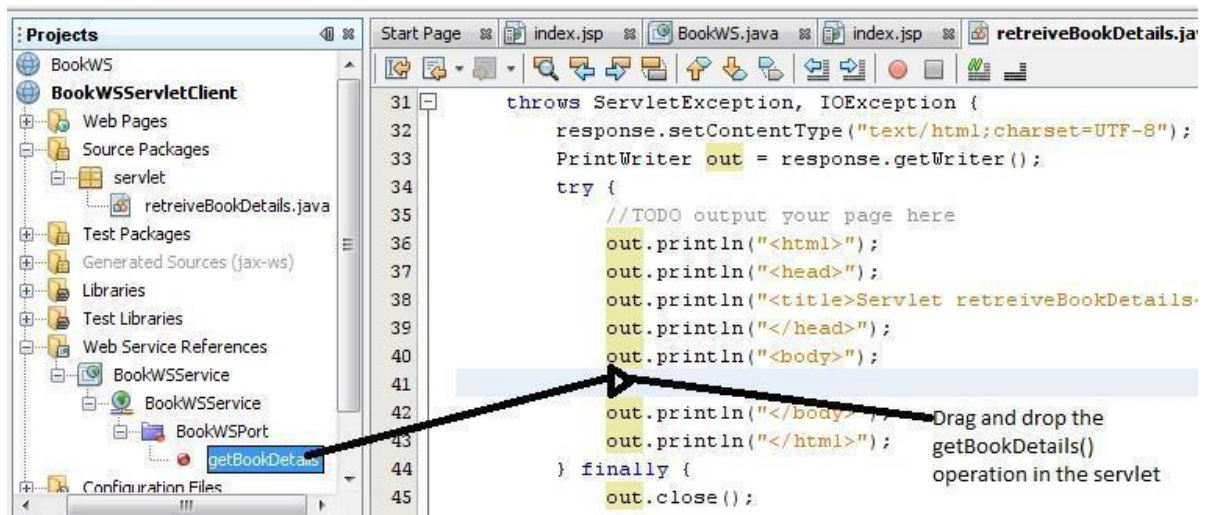 Projects
BookWS
BookWSServletClient
Web Pages
Source Packages
servlet
retreiveBookDetails.java
Test Packages
Generated Sources (jax-ws)
Libraries
Test Libraries
Web Service References
BookWSService
BookWSService
BookWSPort
getBookDetails
Configuration Files
Start Page index.jsp BookWS.java index.jsp retreiveBookDetails.ja
31 throws ServletException, IOException {
32 response.setContentType("text/html;charset=UTF-8");
33 PrintWriter out = response.getWriter();
34 try {
35 //TODO output your page here
36 out.println("<html>");
37 out.println("<head>");
38 out.println("<title>Servlet retreiveBookDetails<
39 out.println("</head>");
40 out.println("<body>");
41
42 out.println("</body>");
43 out.println("</html>");
44 } finally {
45 out.close();
Drag and drop the
getBookDetails()
operation in the servlet